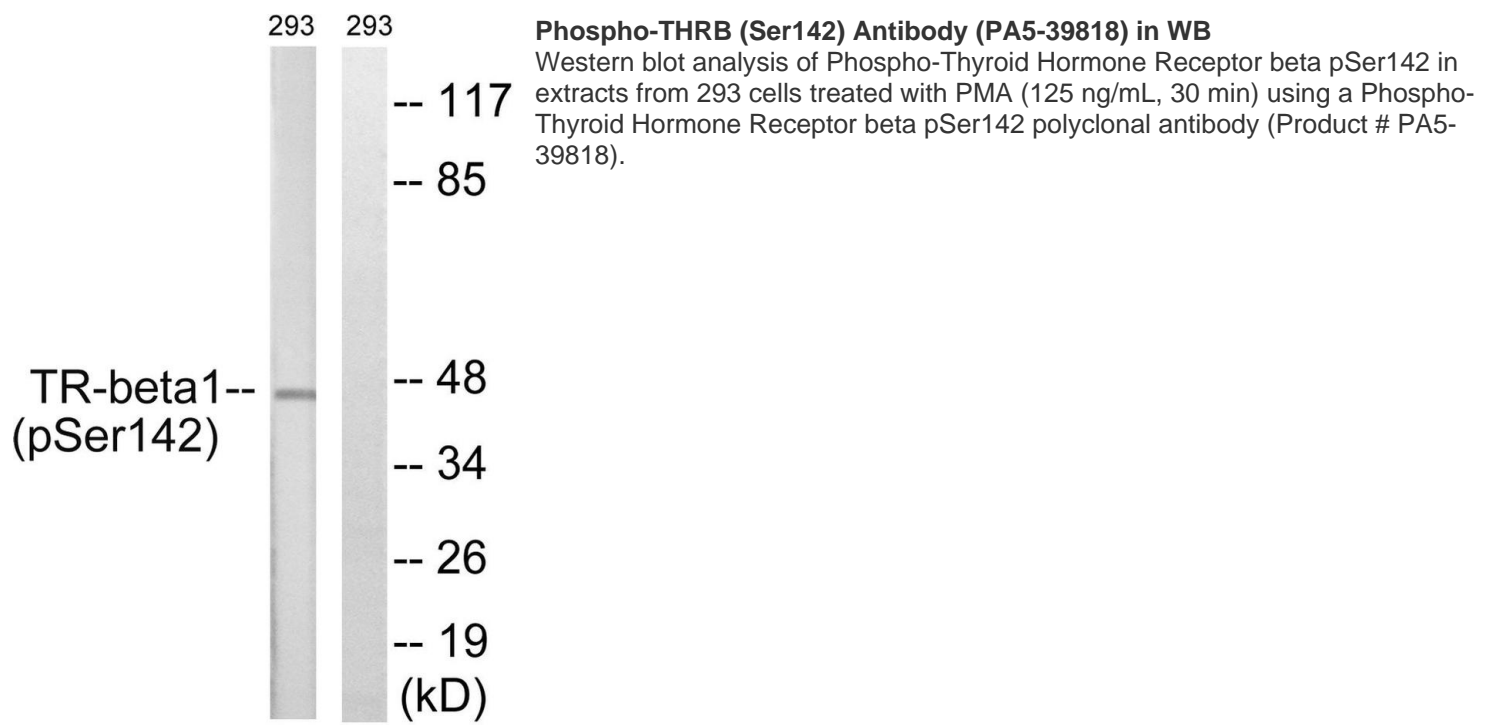 293 293
Phospho-THRB (Ser142) Antibody (PA5-39818) in WB
Western blot analysis of Phospho-Thyroid Hormone Receptor beta pSer142 in
extracts from 293 cells treated with PMA (125 ng/mL, 30 min) using a Phospho-
Thyroid Hormone Receptor beta pSer142 polyclonal antibody (Product # PA5-
39818).
-- 117
-- 85
TR-beta1--
(pSer142)
-- 48
-- 34
-- 26
-- 19
(kD)